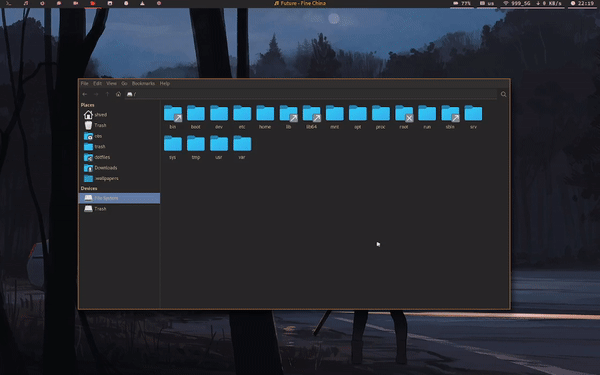 Future - Five China
77%
us
999_5G
0 KB/s
22:19
File Edit View Go Bookmarks Help
/
Places
Trash
trash
dotfiles
Downloads
wallpapers
Devices
File System
Trash
bin boot dev etc home lib lib64 mnt opt proc root run sbin srv
sys tmp usr var